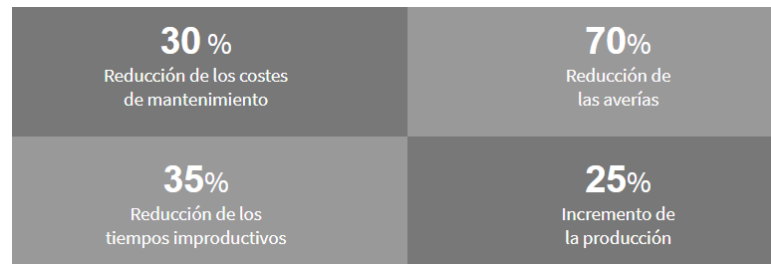 30 %
Reducción de los costes
de mantenimiento
70%
Reducción de
las averías
35%
Reducción de los
tiempos improductivos
25%
Incremento de
la producción